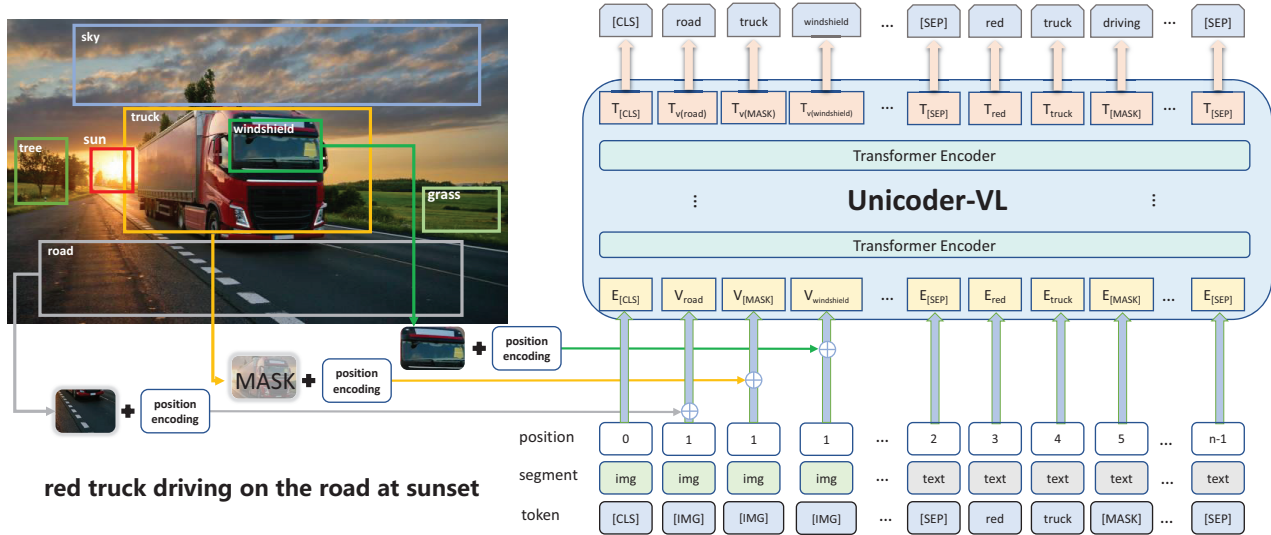 sky
truck
windshield
tree
sun
grass
road
MASK
position encoding
position encoding
position encoding
red truck driving on the road at sunset
[CLS] road truck windshield ... [SEP] red truck driving ... [SEP]
T[CLS] Tv(road) Tv(MASK) Tv(windshield) ... T[SEP] Tred Ttruck T[MASK] ... T[SEP]
Transformer Encoder
⋮ Unicoder-VL ⋮
Transformer Encoder
E[CLS] Vroad V[MASK] Vwindshield ... E[SEP] Ered Etruck E[MASK] ... E[SEP]
position 0 1 1 1 ... 2 3 4 5 ... n-1
segment img img img img ... text text text text ... text
token [CLS] [IMG] [IMG] [IMG] ... [SEP] red truck [MASK] ... [SEP]